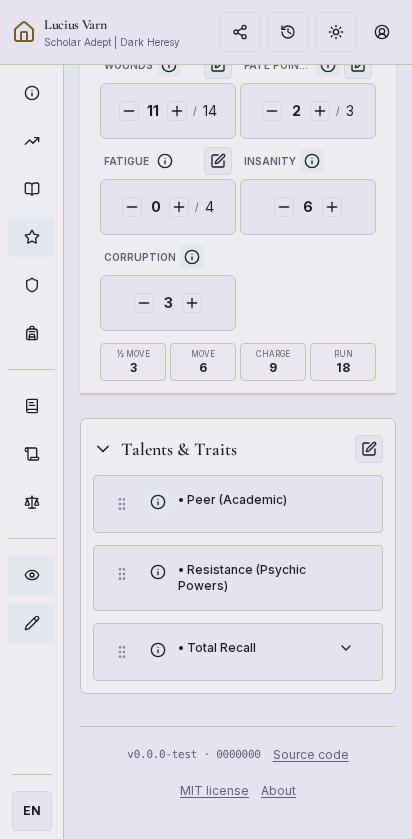 Lucius Varn
Scholar Adept | Dark Heresy
WOUNDS FATE POIN...
11 / 14 2 / 3
FATIGUE INSANITY
0 / 4 6
CORRUPTION
3
½ MOVE MOVE CHARGE RUN
3 6 9 18
Talents & Traits
• Peer (Academic)
• Resistance (Psychic
Powers)
• Total Recall
v0.0.0-test · 0000000 Source code
MIT license About
EN